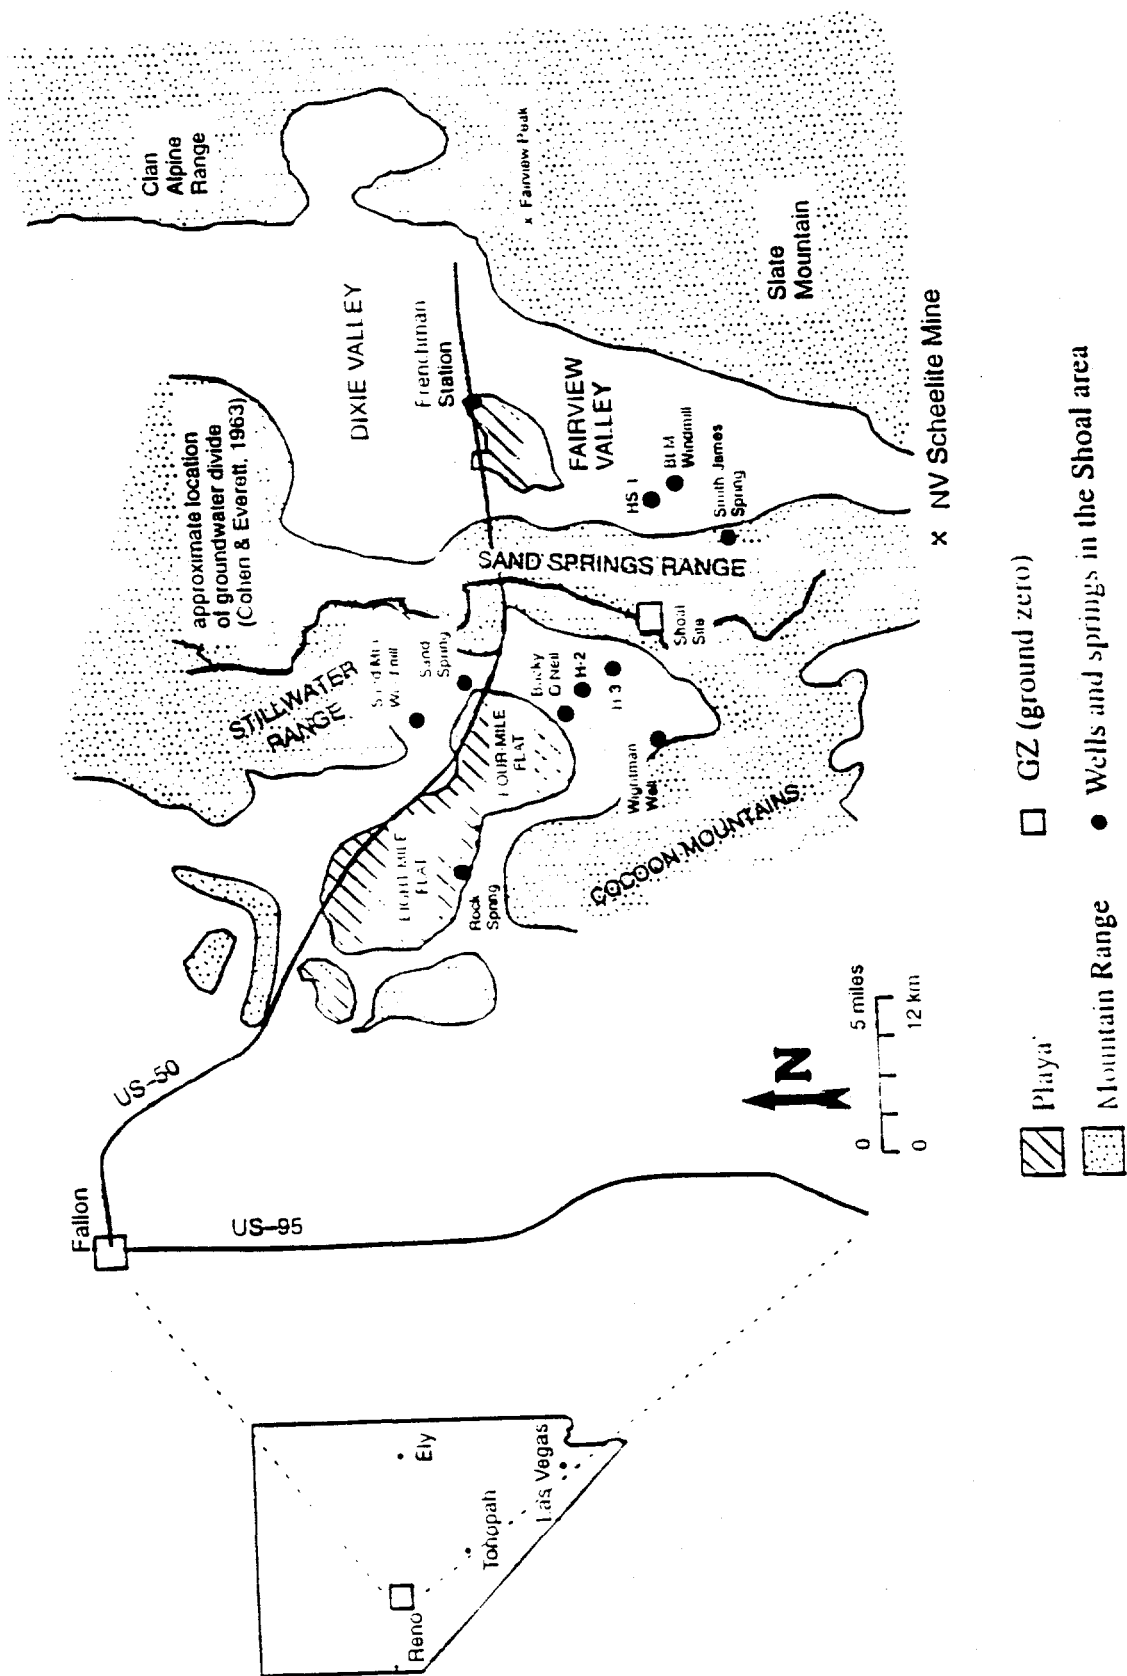 Fallon
US-50
US-95
Clan
Alpine
Range
approximate location
of groundwater divide
(Cohen & Everett, 1963)
DIXIE VALLEY
STILLWATER
RANGE
Sand
Spring
Frenchman
Station
x Fairview Peak
EIGHT MILE
FLAT
FOUR-MILE
FLAT
Rock
Spring
Bucky
O'Neil
H-2
H-3
SAND SPRINGS RANGE
FAIRVIEW
VALLEY
HS 1
BLM
Windmill
Smith James
Spring
Shoal
Site
Wightman
Well
COCOON MOUNTAINS
Slate
Mountain
x NV Scheelite Mine
Reno
Tonopah
Ely
Las Vegas
N
0 5 miles
0 12 km
Playa
Mountain Range
GZ (ground zero)
Wells and springs in the Shoal area